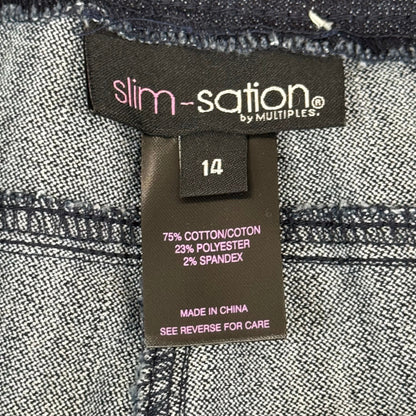 slim-sation®
by MULTIPLES®
14
75% COTTON/COTON
23% POLYESTER
2% SPANDEX
MADE IN CHINA
SEE REVERSE FOR CARE